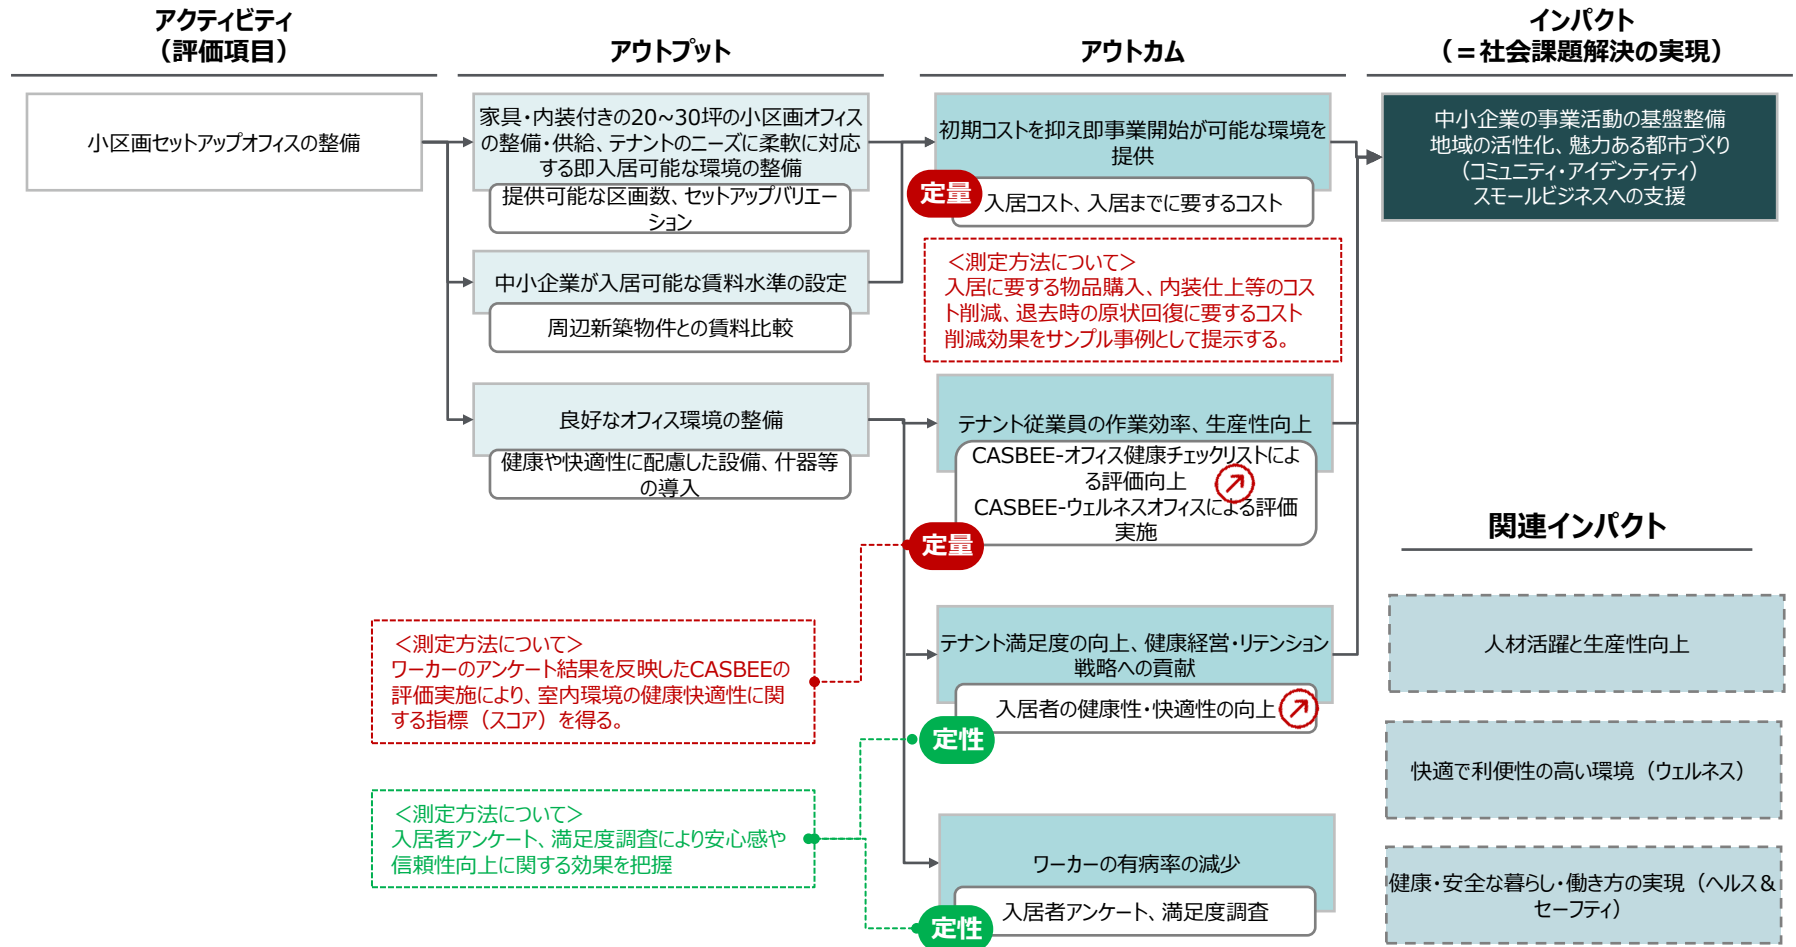 アクティビティ
（評価項目）
アウトプット
アウトカム
インパクト
（＝社会課題解決の実現）
小区画セットアップオフィスの整備
家具・内装付きの20~30坪の小区画オフィス
の整備・供給、テナントのニーズに柔軟に対応
する即入居可能な環境の整備
提供可能な区画数、セットアップバリエー
ション
中小企業が入居可能な賃料水準の設定
周辺新築物件との賃料比較
良好なオフィス環境の整備
健康や快適性に配慮した設備、什器等
の導入
初期コストを抑え即事業開始が可能な環境を
提供
定量
入居コスト、入居までに要するコスト
＜測定方法について＞
入居に要する物品購入、内装仕上等のコス
ト削減、退去時の原状回復に要するコスト
削減効果をサンプル事例として提示する。
テナント従業員の作業効率、生産性向上
CASBEE-オフィス健康チェックリストによ
る評価向上
CASBEE-ウェルネスオフィスによる評価
実施
定量
＜測定方法について＞
ワーカーのアンケート結果を反映したCASBEEの
評価実施により、室内環境の健康快適性に関
する指標（スコア）を得る。
テナント満足度の向上、健康経営・リテンション
戦略への貢献
入居者の健康性・快適性の向上
定性
＜測定方法について＞
入居者アンケート、満足度調査により安心感や
信頼性向上に関する効果を把握
ワーカーの有病率の減少
入居者アンケート、満足度調査
定性
中小企業の事業活動の基盤整備
地域の活性化、魅力ある都市づくり
（コミュニティ・アイデンティティ）
スモールビジネスへの支援
関連インパクト
人材活躍と生産性向上
快適で利便性の高い環境（ウェルネス）
健康・安全な暮らし・働き方の実現（ヘルス＆
セーフティ）